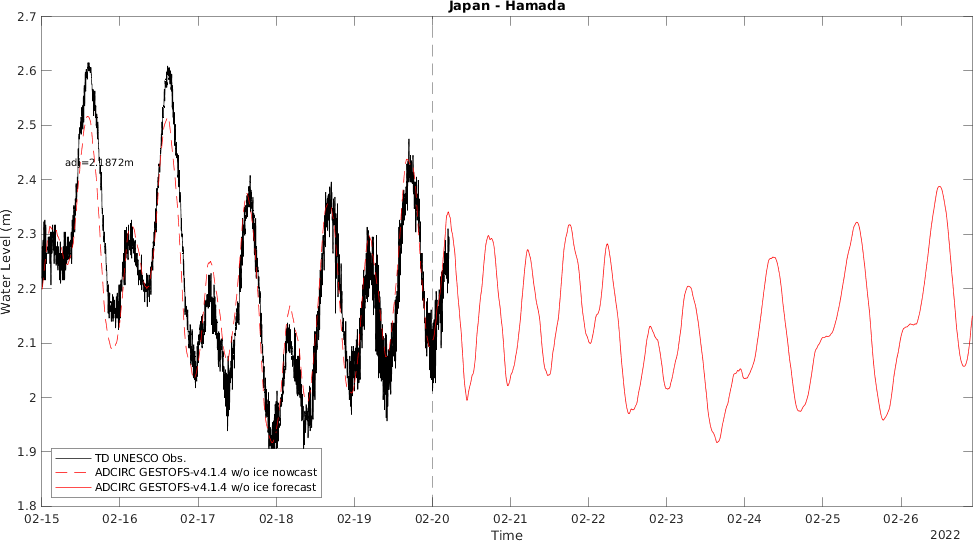 Japan - Hamada
2.7
2.6
2.5
2.4
2.3
2.2
2.1
2
1.9
1.8
Water Level (m)
adj=2.1872m
TD UNESCO Obs.
ADCIRC GESTOFS-v4.1.4 w/o ice nowcast
ADCIRC GESTOFS-v4.1.4 w/o ice forecast
02-15 02-16 02-17 02-18 02-19 02-20 02-21 02-22 02-23 02-24 02-25 02-26
Time
2022